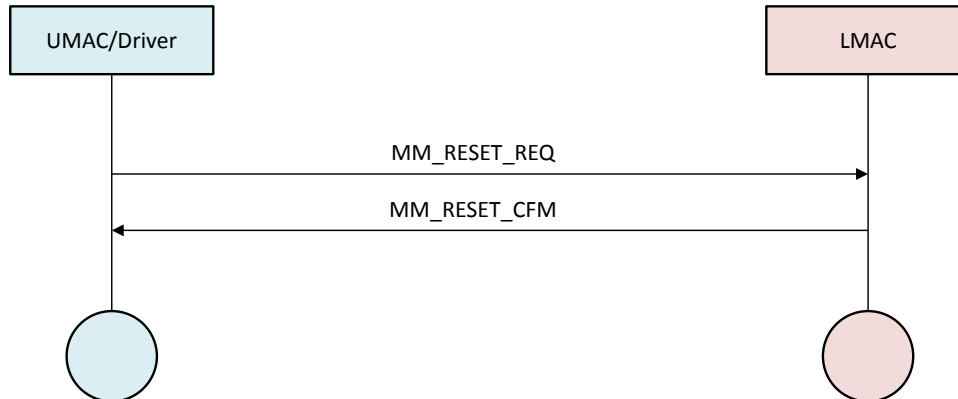 UMAC/Driver
LMAC
MM_RESET_REQ
MM_RESET_CFM